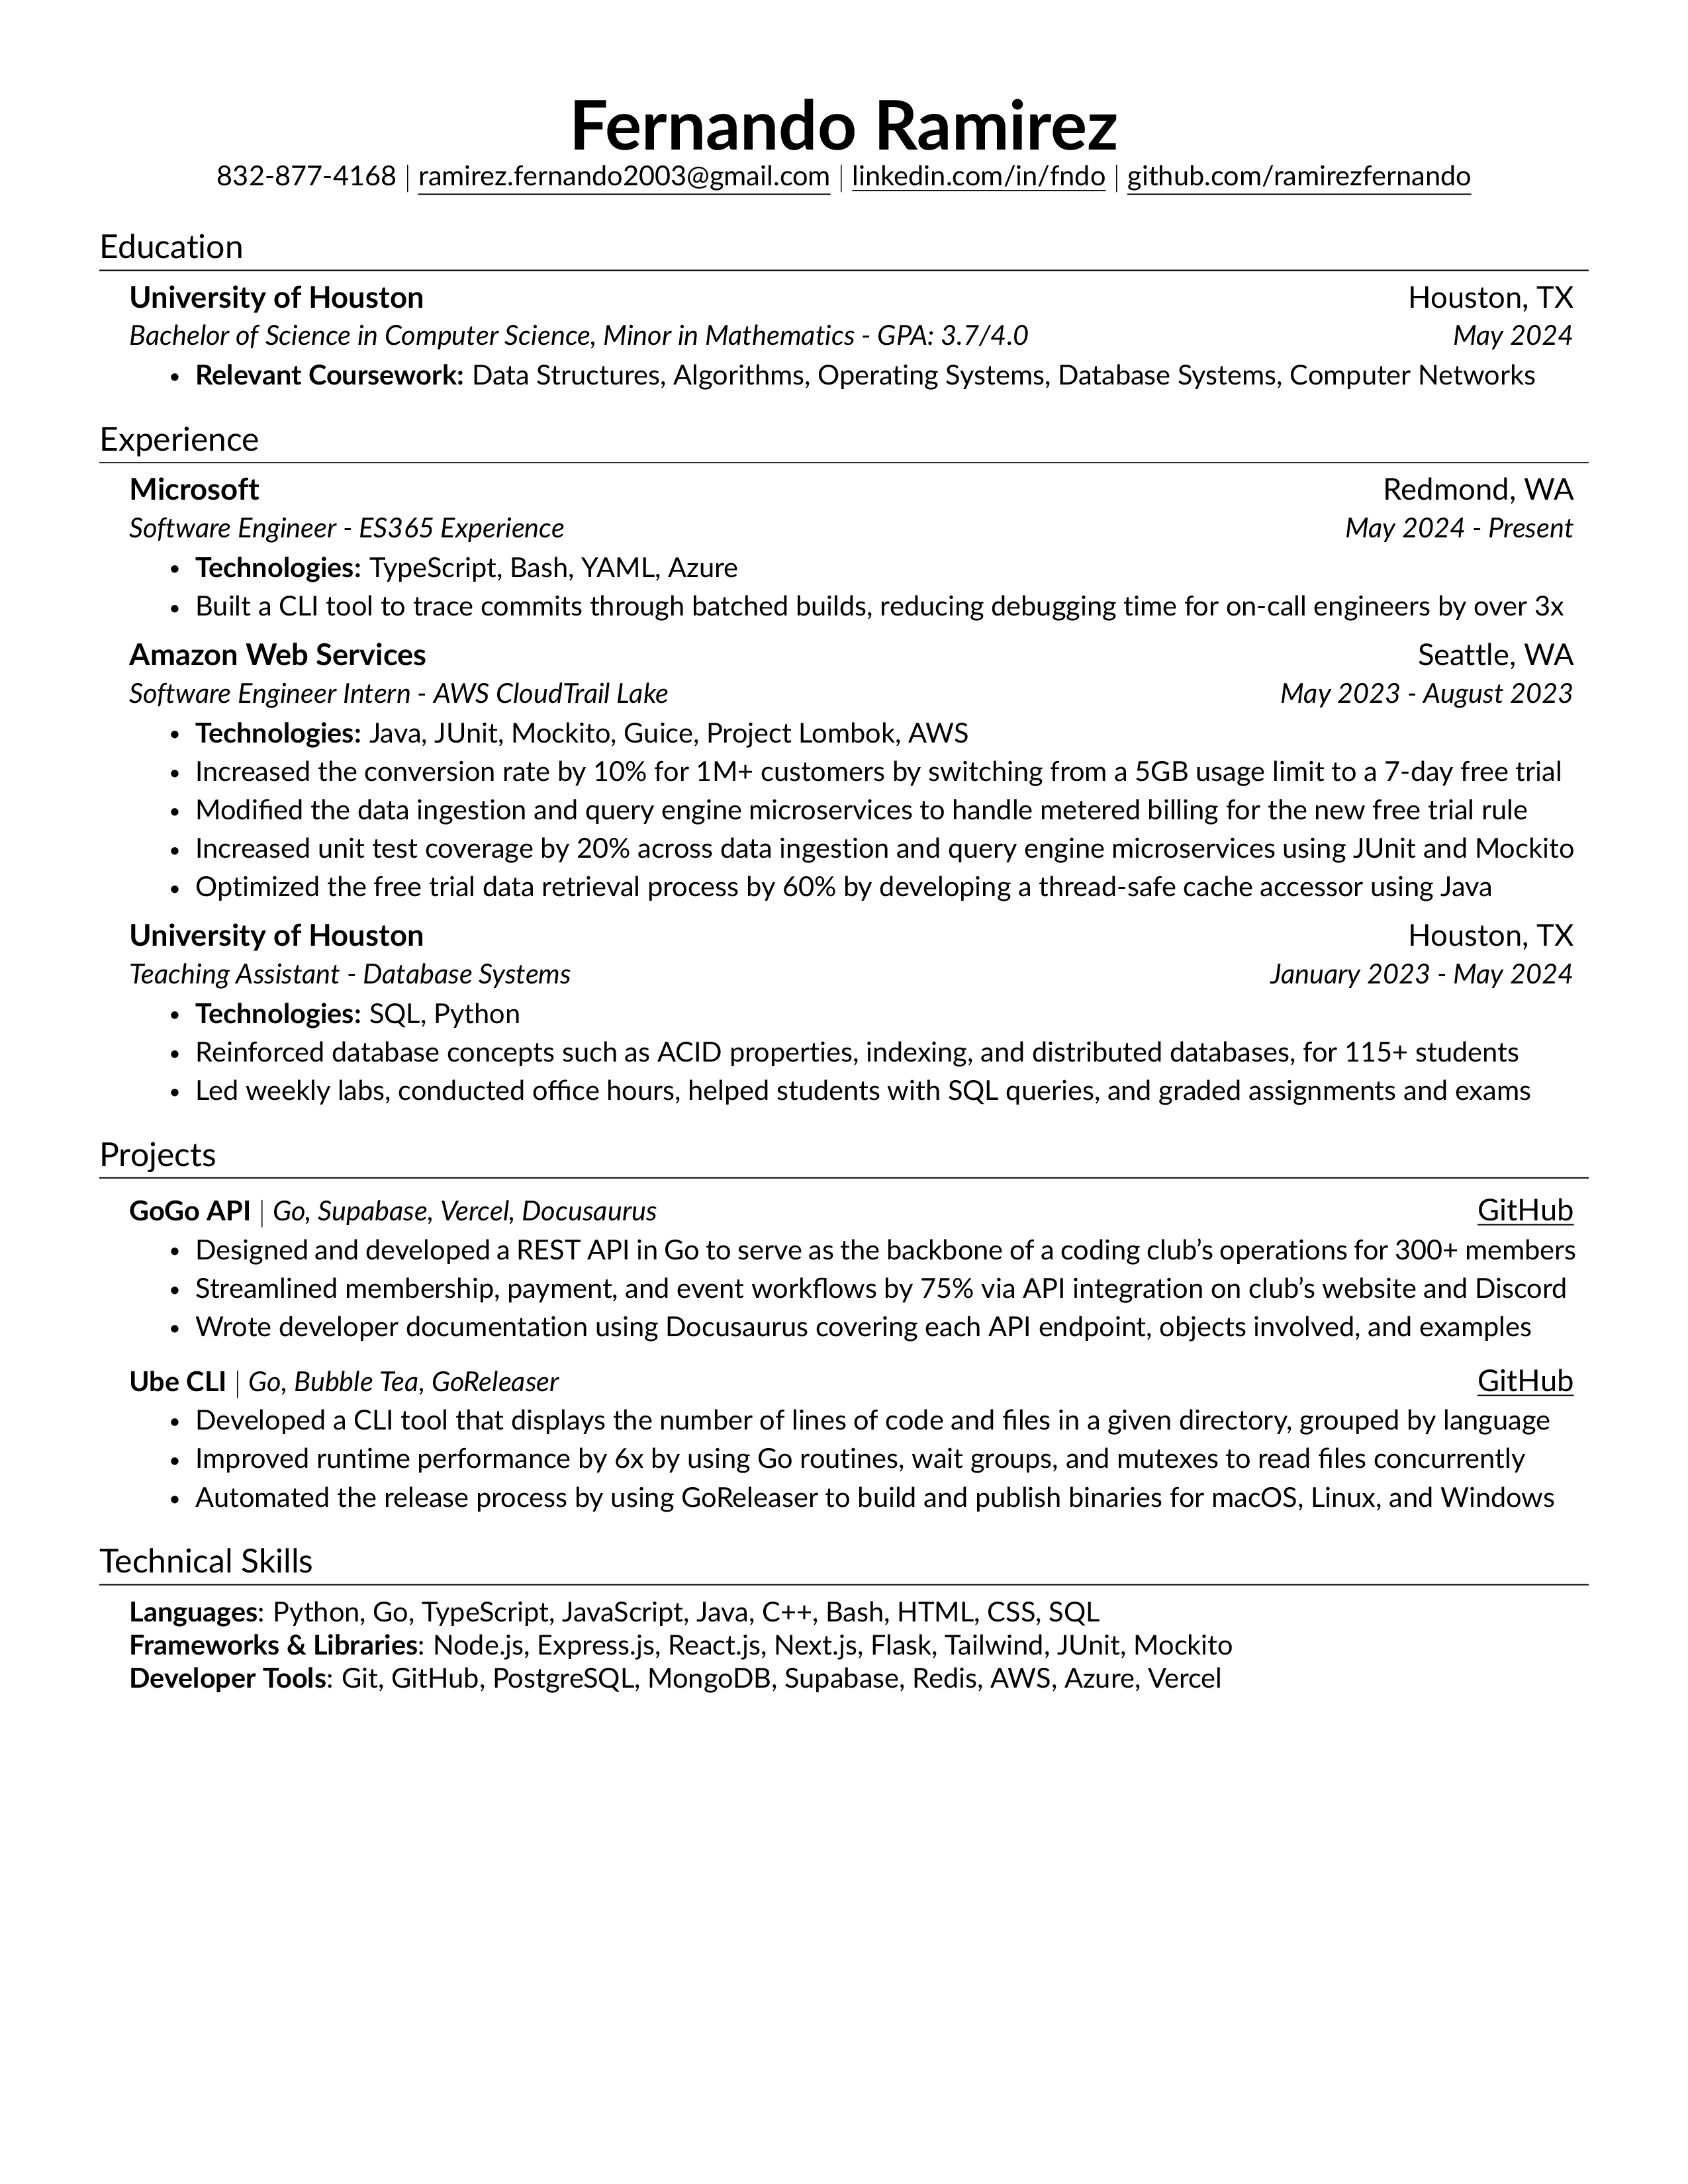 Fernando Ramirez
832-877-4168 | ramirez.fernando2003@gmail.com | linkedin.com/in/fndo | github.com/ramirezfernando
Education
University of Houston Houston, TX
Bachelor of Science in Computer Science, Minor in Mathematics - GPA: 3.7/4.0 May 2024
• Relevant Coursework: Data Structures, Algorithms, Operating Systems, Database Systems, Computer Networks
Experience
Microsoft Redmond, WA
Software Engineer - ES365 Experience May 2024 - Present
• Technologies: TypeScript, Bash, YAML, Azure
• Built a CLI tool to trace commits through batched builds, reducing debugging time for on-call engineers by over 3x
Amazon Web Services Seattle, WA
Software Engineer Intern - AWS CloudTrail Lake May 2023 - August 2023
• Technologies: Java, JUnit, Mockito, Guice, Project Lombok, AWS
• Increased the conversion rate by 10% for 1M+ customers by switching from a 5GB usage limit to a 7-day free trial
• Modified the data ingestion and query engine microservices to handle metered billing for the new free trial rule
• Increased unit test coverage by 20% across data ingestion and query engine microservices using JUnit and Mockito
• Optimized the free trial data retrieval process by 60% by developing a thread-safe cache accessor using Java
University of Houston Houston, TX
Teaching Assistant - Database Systems January 2023 - May 2024
• Technologies: SQL, Python
• Reinforced database concepts such as ACID properties, indexing, and distributed databases, for 115+ students
• Led weekly labs, conducted office hours, helped students with SQL queries, and graded assignments and exams
Projects
GoGo API | Go, Supabase, Vercel, Docusaurus GitHub
• Designed and developed a REST API in Go to serve as the backbone of a coding club’s operations for 300+ members
• Streamlined membership, payment, and event workflows by 75% via API integration on club’s website and Discord
• Wrote developer documentation using Docusaurus covering each API endpoint, objects involved, and examples
Ube CLI | Go, Bubble Tea, GoReleaser GitHub
• Developed a CLI tool that displays the number of lines of code and files in a given directory, grouped by language
• Improved runtime performance by 6x by using Go routines, wait groups, and mutexes to read files concurrently
• Automated the release process by using GoReleaser to build and publish binaries for macOS, Linux, and Windows
Technical Skills
Languages: Python, Go, TypeScript, JavaScript, Java, C++, Bash, HTML, CSS, SQL
Frameworks & Libraries: Node.js, Express.js, React.js, Next.js, Flask, Tailwind, JUnit, Mockito
Developer Tools: Git, GitHub, PostgreSQL, MongoDB, Supabase, Redis, AWS, Azure, Vercel